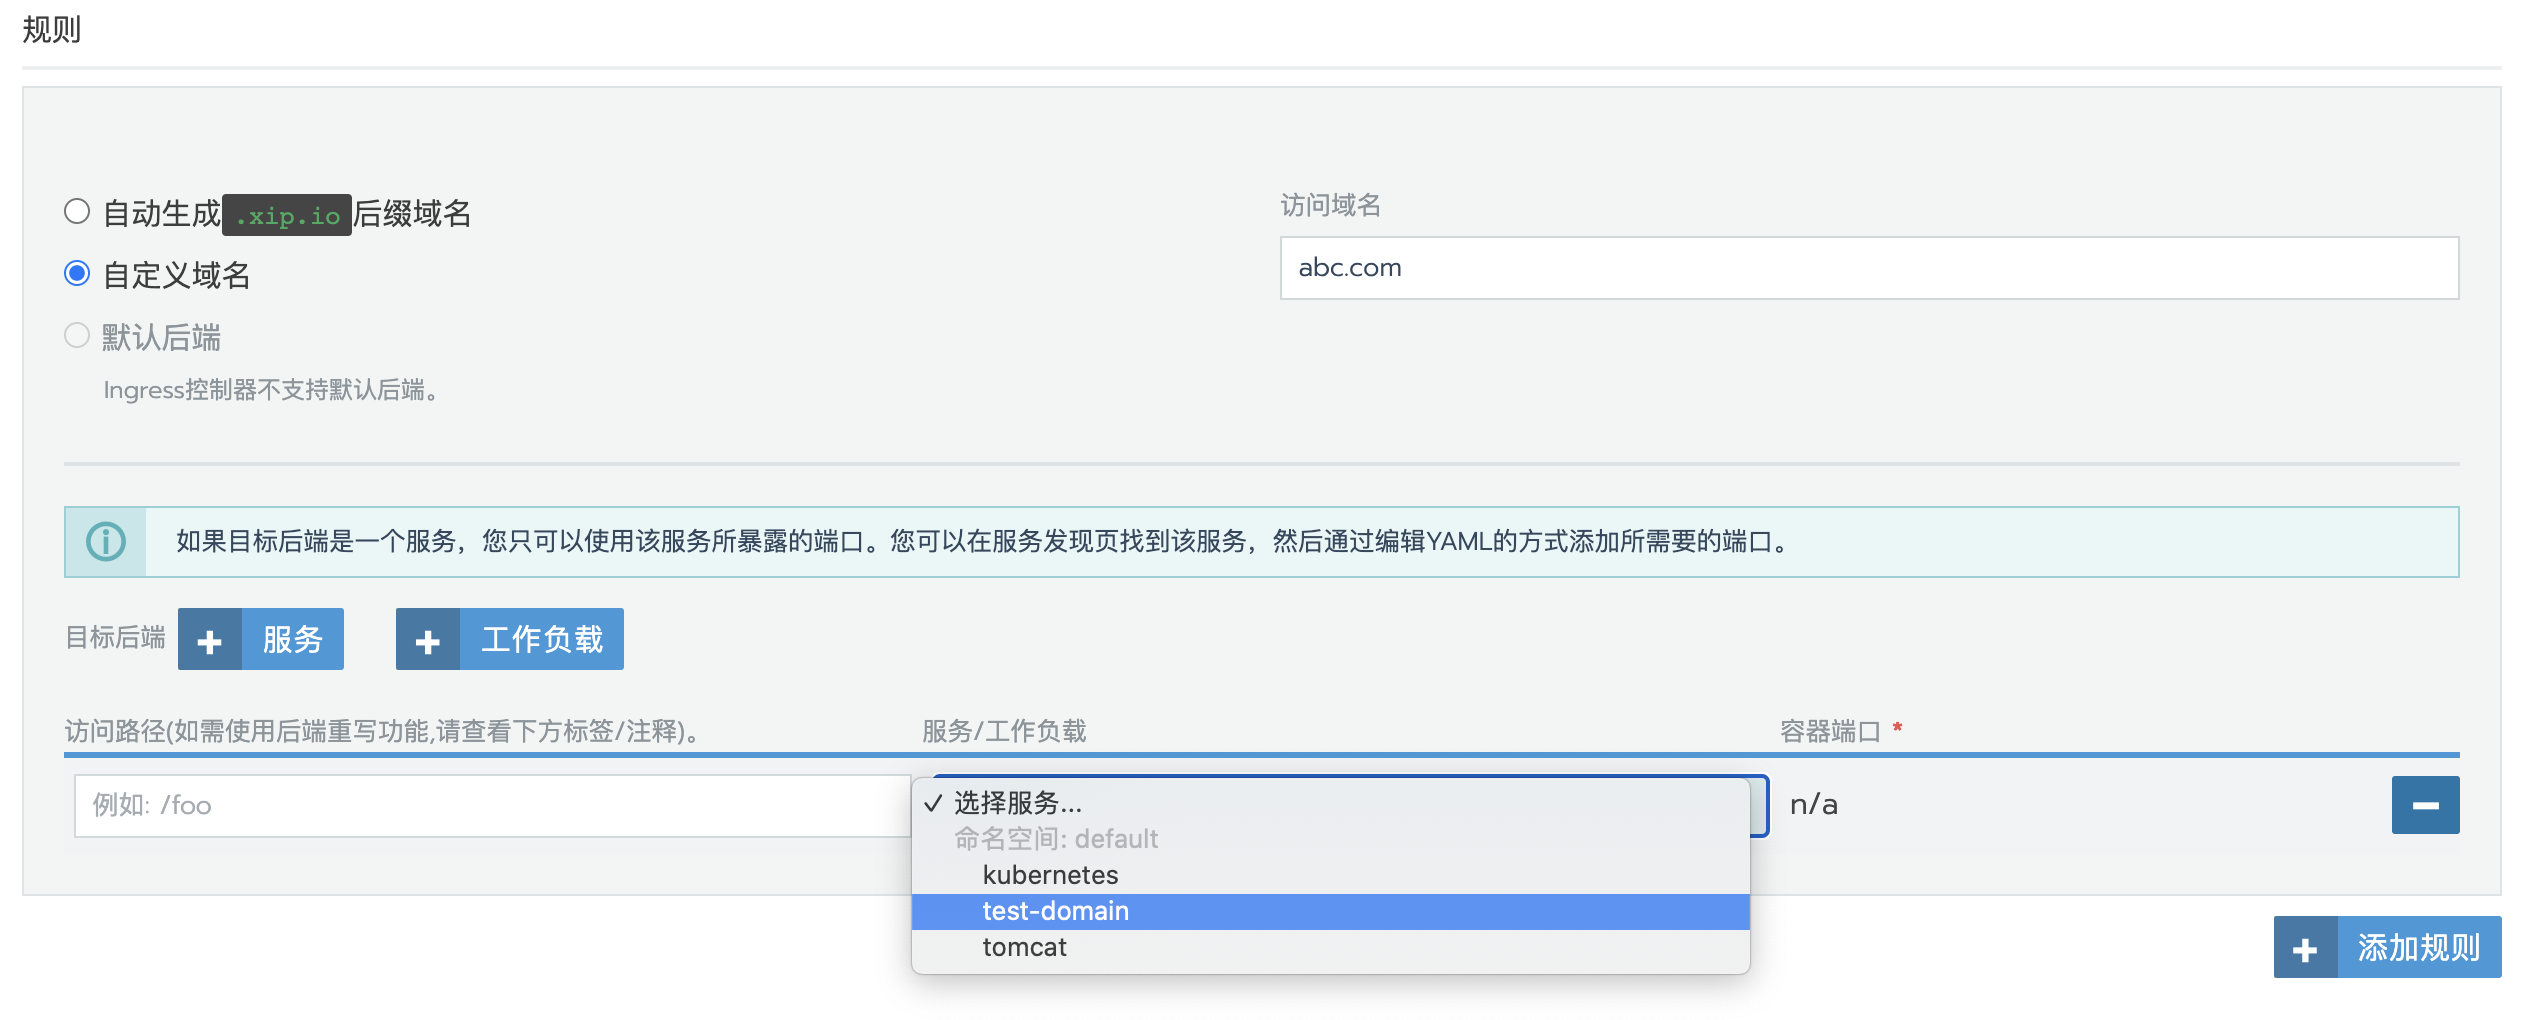 规则
自动生成.xip.io后缀域名
自定义域名
默认后端
Ingress控制器不支持默认后端。
访问域名
abc.com
如果目标后端是一个服务，您只可以使用该服务所暴露的端口。您可以在服务发现页找到该服务，然后通过编辑YAML的方式添加所需要的端口。
目标后端 服务 工作负载
访问路径(如需使用后端重写功能,请查看下方标签/注释)。 服务/工作负载 容器端口 *
例如: /foo
选择服务...
命名空间: default
kubernetes
test-domain
tomcat
n/a
添加规则